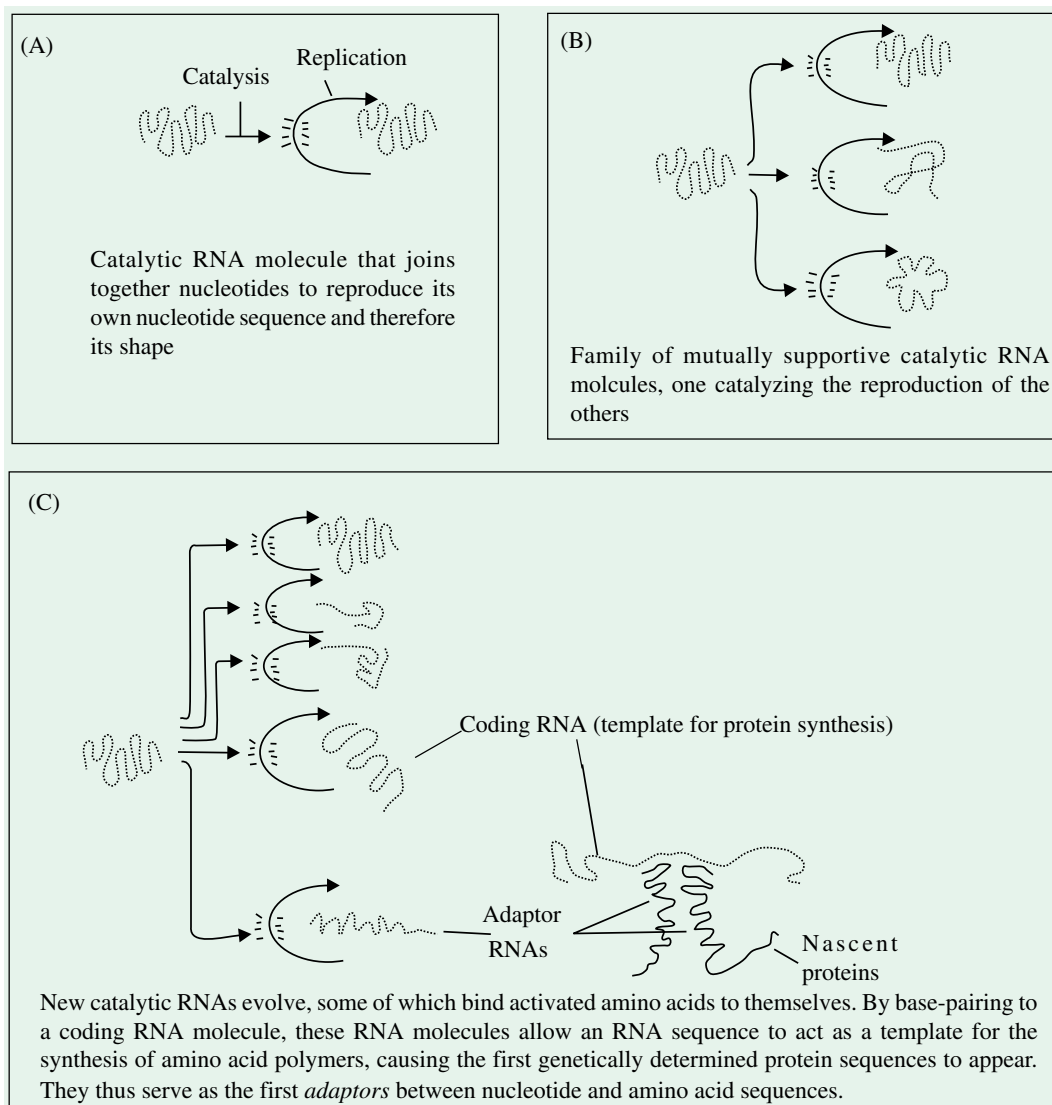 (A)
Catalysis
Replication
Catalytic RNA molecule that joins
together nucleotides to reproduce its
own nucleotide sequence and therefore
its shape
(B)
Family of mutually supportive catalytic RNA
molcules, one catalyzing the reproduction of the
others
(C)
Coding RNA (template for protein synthesis)
Adaptor
RNAs
Nascent
proteins
New catalytic RNAs evolve, some of which bind activated amino acids to themselves. By base-pairing to
a coding RNA molecule, these RNA molecules allow an RNA sequence to act as a template for the
synthesis of amino acid polymers, causing the first genetically determined protein sequences to appear.
They thus serve as the first adaptors between nucleotide and amino acid sequences.